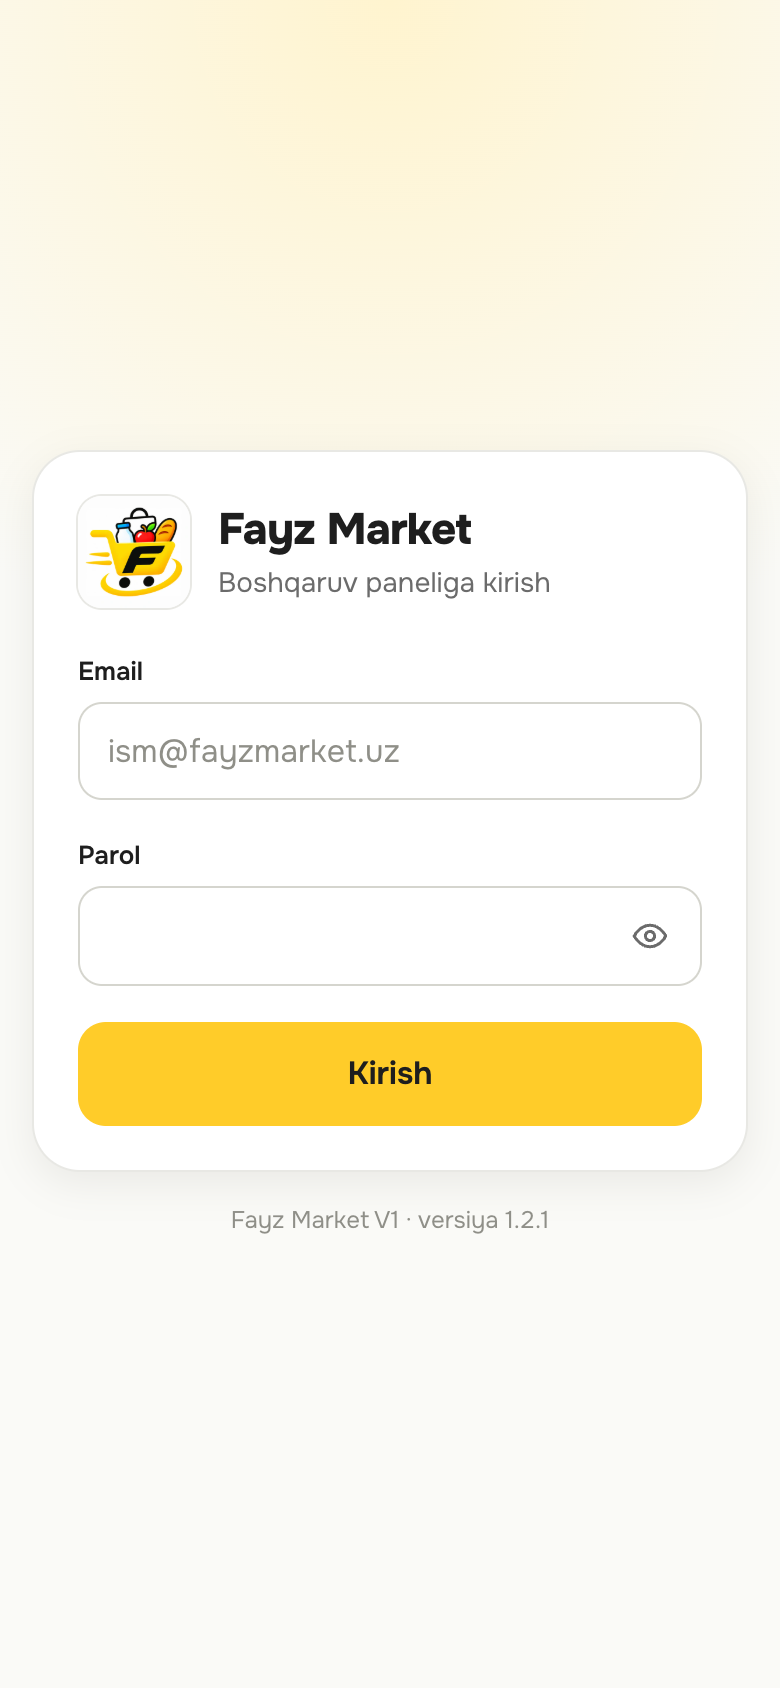 F
Fayz Market
Boshqaruv paneliga kirish
Email
ism@fayzmarket.uz
Parol
Kirish
Fayz Market V1 · versiya 1.2.1